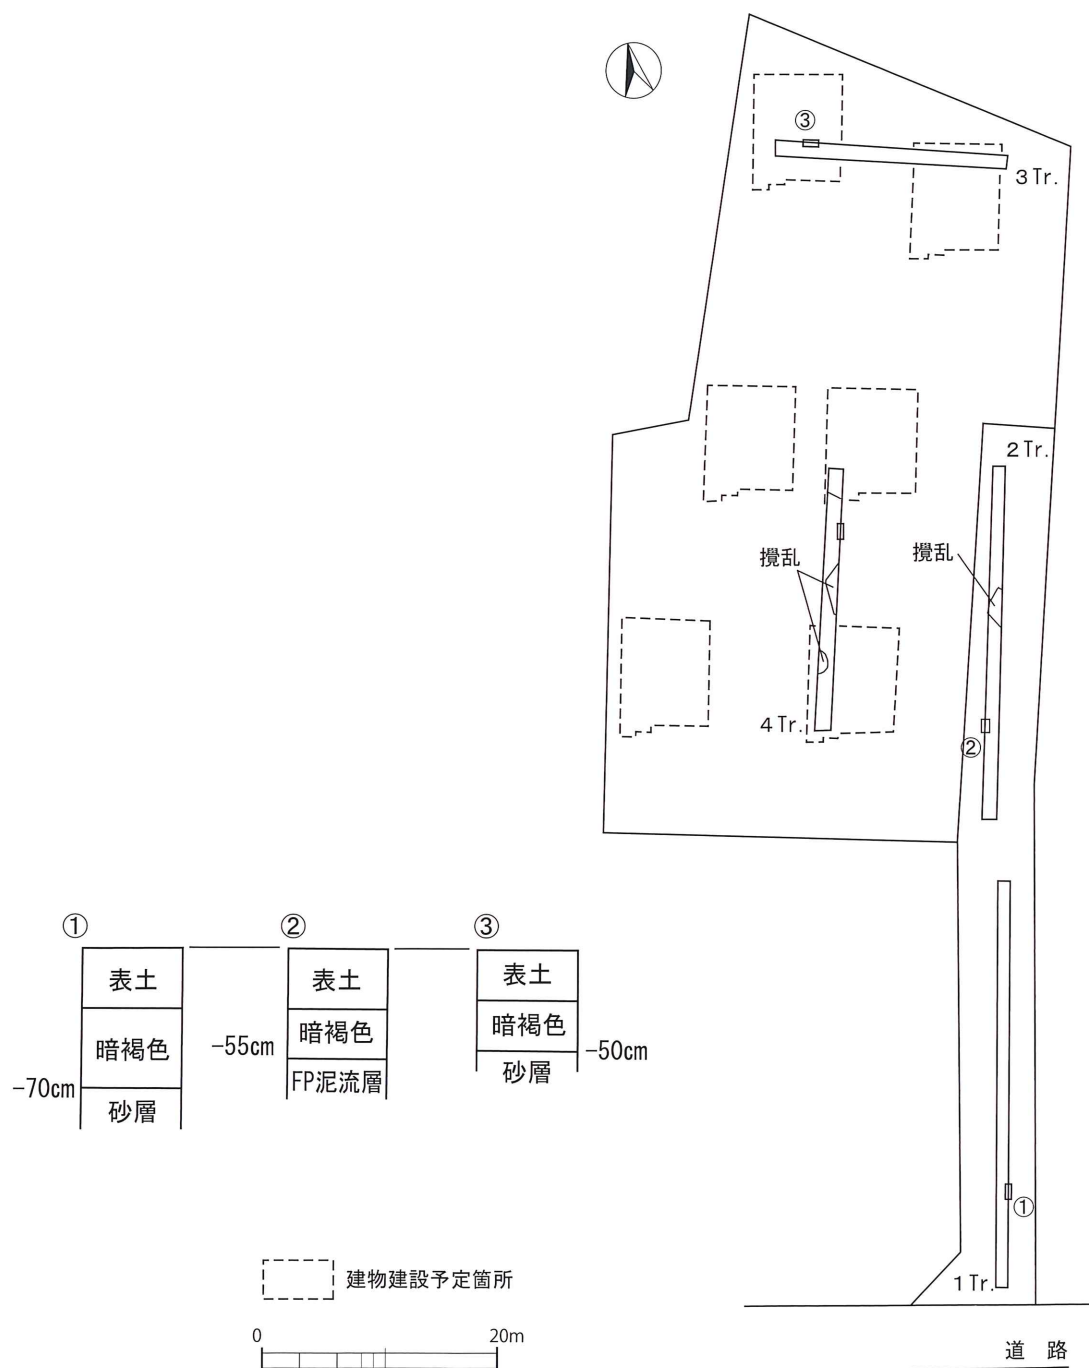 ③
3 Tr.
2 Tr.
攪乱
攪乱
4 Tr.
②
①
1 Tr.
道 路
①
表土
暗褐色
-70cm
砂層
②
表土
暗褐色
-55cm
FP泥流層
③
表土
暗褐色
-50cm
砂層
建物建設予定箇所
0
20m